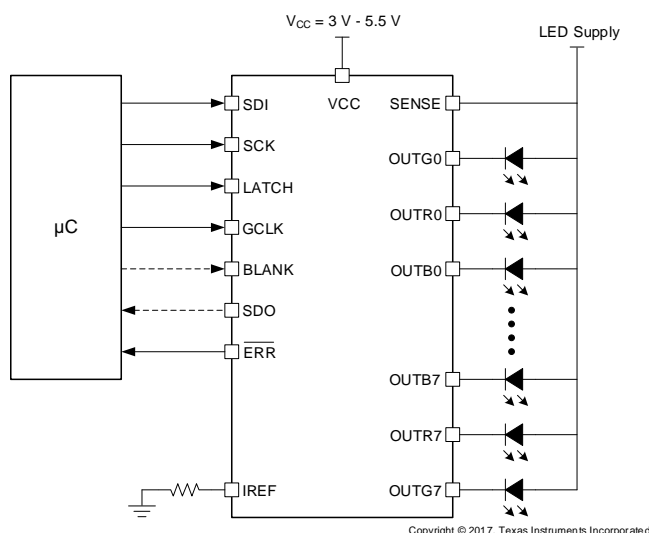 V_CC = 3 V - 5.5 V
LED Supply
µC
SDI
VCC
SENSE
SCK
OUTG0
LATCH
OUTR0
GCLK
BLANK
OUTB0
SDO
ERR
OUTB7
OUTR7
IREF
OUTG7
Copyright © 2017, Texas Instruments Incorporated